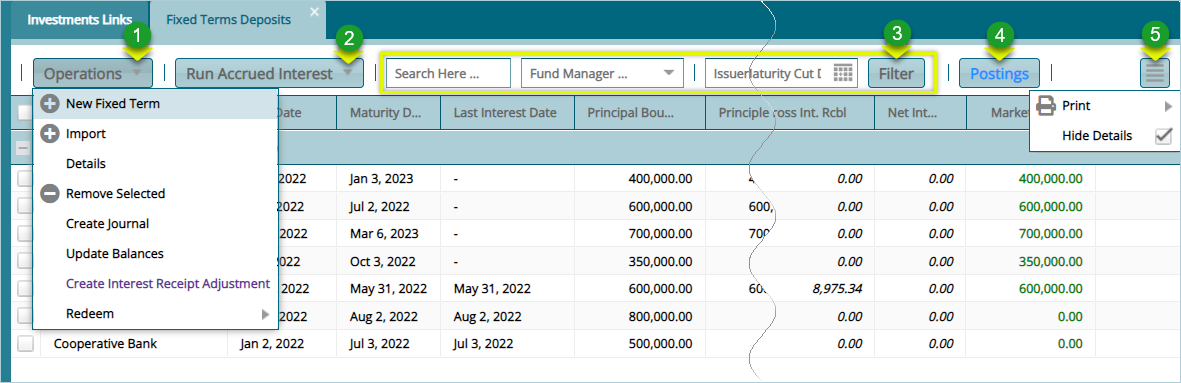 Investments Links Fixed Terms Deposits ×
1 2 3 4 5
Operations Run Accrued Interest Search Here ... Fund Manager ... Issuer aturity Cut D Filter Postings
New Fixed Term
Import
Details
Remove Selected
Create Journal
Update Balances
Create Interest Receipt Adjustment
Redeem
Print
Hide Details
Date Maturity D... Last Interest Date Principal Bou... Principle ross Int. Rcbl Net Int... Market
2022 Jan 3, 2023 - 400,000.00 0.00 0.00 400,000.00
2022 Jul 2, 2022 - 600,000.00 600, 0.00 0.00 600,000.00
2022 Mar 6, 2023 - 700,000.00 700 0.00 0.00 700,000.00
2022 Oct 3, 2022 - 350,000.00 0.00 0.00 350,000.00
2022 May 31, 2022 May 31, 2022 600,000.00 8,975.34 0.00 600,000.00
2022 Aug 2, 2022 Aug 2, 2022 800,000.00 0.00 0.00 0.00
Cooperative Bank Jan 2, 2022 Jul 3, 2022 Jul 3, 2022 500,000.00 0.00 0.00 0.00